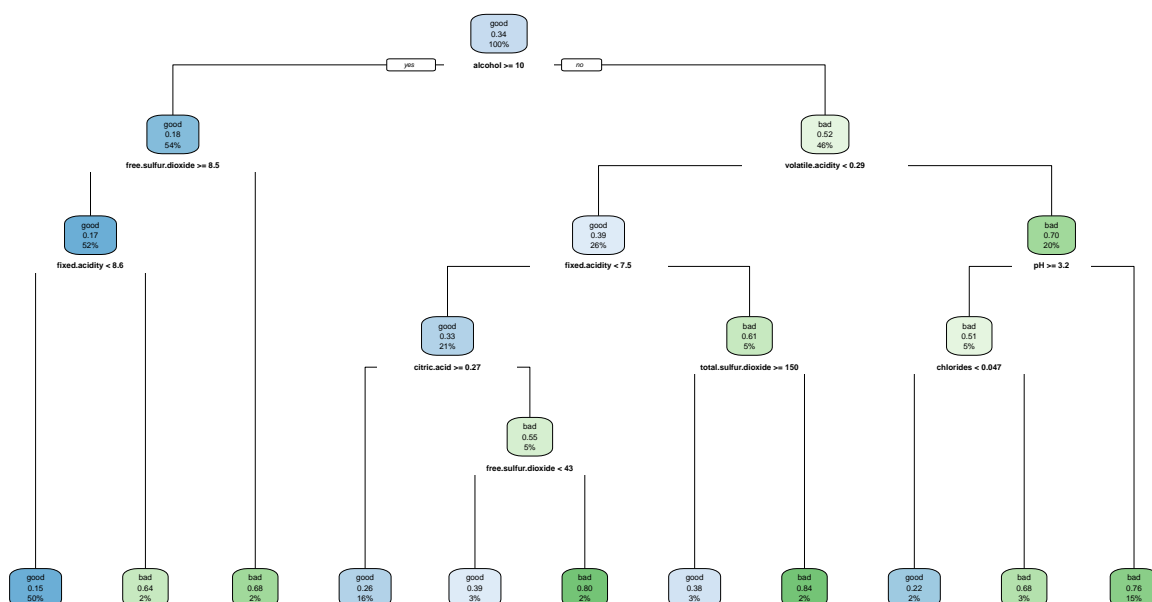 good
0.34
100%
yes
alcohol >= 10
no
good
0.18
54%
free.sulfur.dioxide >= 8.5
bad
0.52
46%
volatile.acidity < 0.29
good
0.17
52%
fixed.acidity < 8.6
good
0.39
26%
fixed.acidity < 7.5
bad
0.70
20%
pH >= 3.2
good
0.33
21%
citric.acid >= 0.27
bad
0.61
5%
total.sulfur.dioxide >= 150
bad
0.51
5%
chlorides < 0.047
bad
0.55
5%
free.sulfur.dioxide < 43
good
0.15
50%
bad
0.64
2%
bad
0.68
2%
good
0.26
16%
good
0.39
3%
bad
0.80
2%
good
0.38
3%
bad
0.84
2%
good
0.22
2%
bad
0.68
3%
bad
0.76
15%